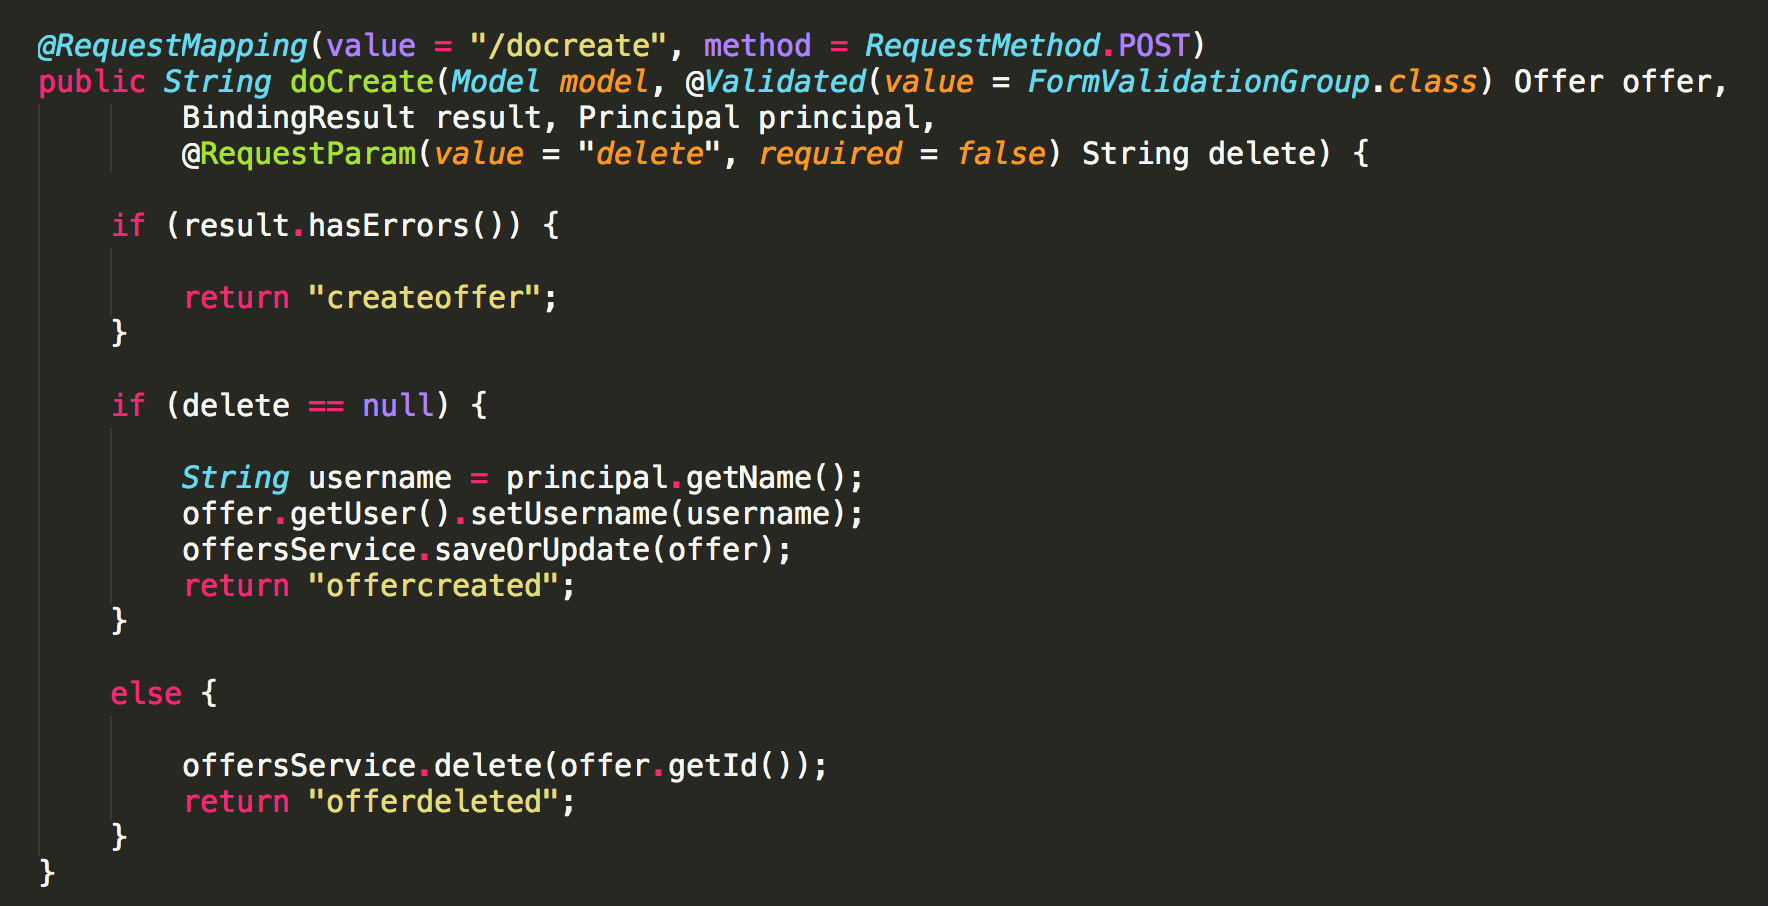 @RequestMapping(value = "/docreate", method = RequestMethod.POST)
public String doCreate(Model model, @Validated(value = FormValidationGroup.class) Offer offer,
        BindingResult result, Principal principal,
        @RequestParam(value = "delete", required = false) String delete) {
    if (result.hasErrors()) {
        return "createoffer";
    }
    if (delete == null) {
        String username = principal.getName();
        offer.getUser().setUsername(username);
        offersService.saveOrUpdate(offer);
        return "offercreated";
    }
    else {
        offersService.delete(offer.getId());
        return "offerdeleted";
    }
}